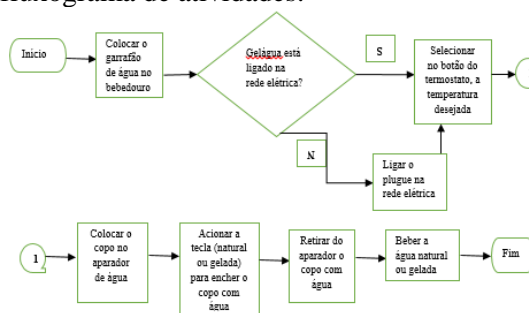 fluxograma de atividades.
Início
Colocar o
garrafão
de água no
bebedouro
Gelágua está
ligado na
rede elétrica?
S
Selecionar
no botão do
termostato, a
temperatura
desejada
N
Ligar o
plugue na
rede elétrica
1
Colocar o
copo no
aparador
de água
Acionar a
tecla (natural
ou gelada)
para encher o
copo com
água
Retirar do
aparador o
copo com
água
Beber a
água natural
ou gelada
Fim